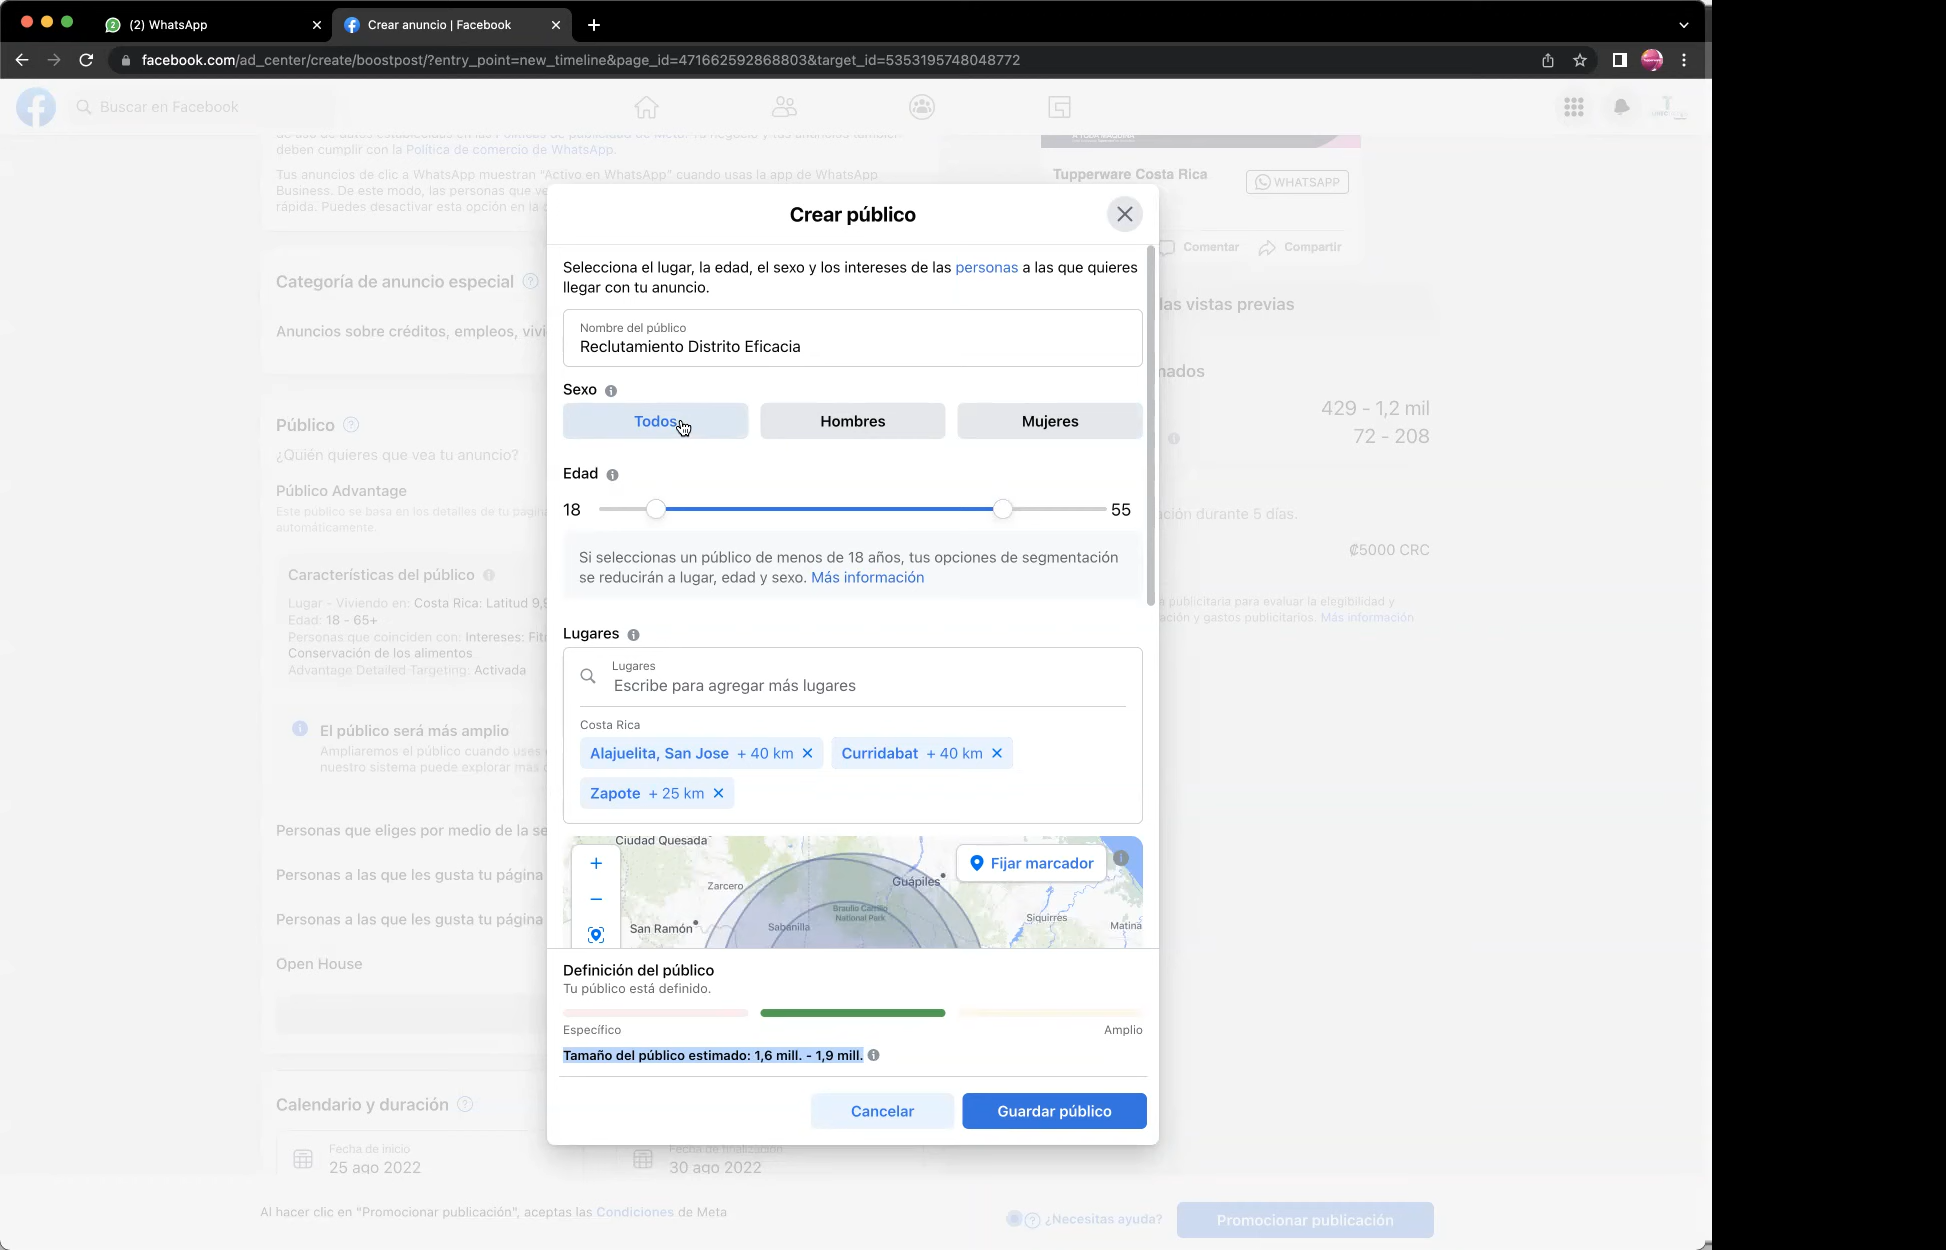 (2) WhatsApp
Crear anuncio | Facebook
facebook.com/ad_center/create/boostpost/?entry_point=new_timeline&page_id=471662592868803&target_id=5353195748048772
Buscar en Facebook
deben cumplir con la Política de comercio de WhatsApp.
Tus anuncios de clic a WhatsApp muestran "Activo en WhatsApp" cuando usas la app de WhatsApp
Business. De este modo, las personas que ve
rápida. Puedes desactivar esta opción en la c
Categoría de anuncio especial
Anuncios sobre créditos, empleos, vivi
Público
¿Quién quieres que vea tu anuncio?
Público Advantage
Este público se basa en los detalles de tu página
automáticamente.
Características del público
Lugar - Viviendo en: Costa Rica: Latitud 9,9
Edad: 18 - 65+
Personas que coinciden con: Intereses: Fit
Conservación de los alimentos
Advantage Detailed Targeting: Activada
El público será más amplio
Ampliaremos el público cuando uses
nuestro sistema puede explorar más
Personas que eliges por medio de la se
Personas a las que les gusta tu página
Personas a las que les gusta tu página
Open House
Calendario y duración
Fecha de inicio
25 ago 2022
Fecha de finalización
30 ago 2022
Crear público
Selecciona el lugar, la edad, el sexo y los intereses de las personas a las que quieres
llegar con tu anuncio.
Nombre del público
Reclutamiento Distrito Eficacia
Sexo
Todos
Hombres
Mujeres
Edad
18
55
Si seleccionas un público de menos de 18 años, tus opciones de segmentación
se reducirán a lugar, edad y sexo. Más información
Lugares
Lugares
Escribe para agregar más lugares
Costa Rica
Alajuelita, San Jose + 40 km
Curridabat + 40 km
Zapote + 25 km
Ciudad Quesada
Zarcero
Guápiles
Braulio Carrillo
National Park
San Ramón
Sabanilla
Siquirres
Matina
Fijar marcador
Definición del público
Tu público está definido.
Específico
Amplio
Tamaño del público estimado: 1,6 mill. - 1,9 mill.
Cancelar
Guardar público
Tupperware Costa Rica
WHATSAPP
Comentar
Compartir
las vistas previas
mados
429 - 1,2 mil
72 - 208
ción durante 5 días.
₡5000 CRC
a publicitaria para evaluar la elegibilidad y
ación y gastos publicitarios. Más información
Al hacer clic en "Promocionar publicación", aceptas las Condiciones de Meta
¿Necesitas ayuda?
Promocionar publicación